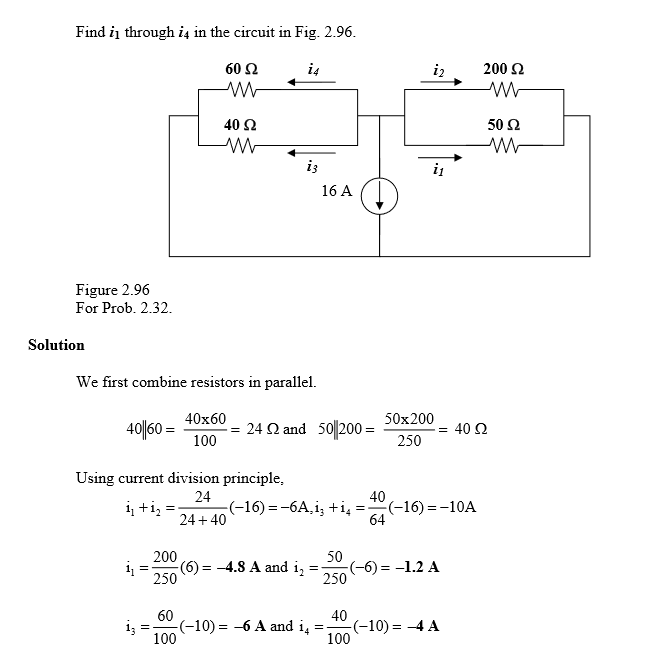 Find i₁ through i₄ in the circuit in Fig. 2.96.
60 Ω i₄ i₂ 200 Ω
40 Ω 50 Ω
i₃ i₁
16 A
Figure 2.96
For Prob. 2.32.
Solution
We first combine resistors in parallel.
40||60 = 40x60/100 = 24 Ω and 50||200 = 50x200/250 = 40 Ω
Using current division principle,
i₁ + i₂ = 24/(24 + 40) (−16) = −6A, i₃ + i₄ = 40/64 (−16) = −10A
i₁ = 200/250 (6) = −4.8 A and i₂ = 50/250 (−6) = −1.2 A
i₃ = 60/100 (−10) = −6 A and i₄ = 40/100 (−10) = −4 A